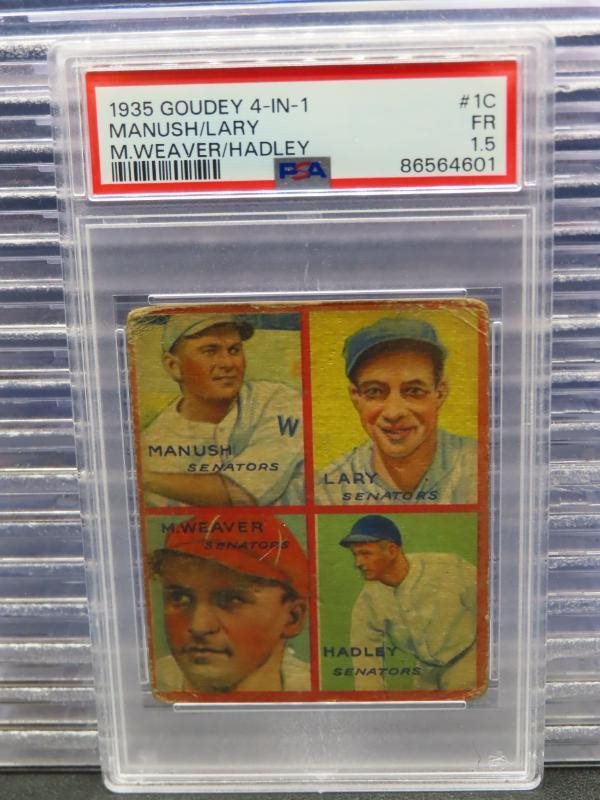 1935 GOUDEY 4-IN-1 #1C
MANUSH/LARY FR
M.WEAVER/HADLEY 1.5
PSA 86564601
W
MANUSH
SENATORS
LARY
SENATORS
M.WEAVER
SENATORS
HADLEY
SENATORS